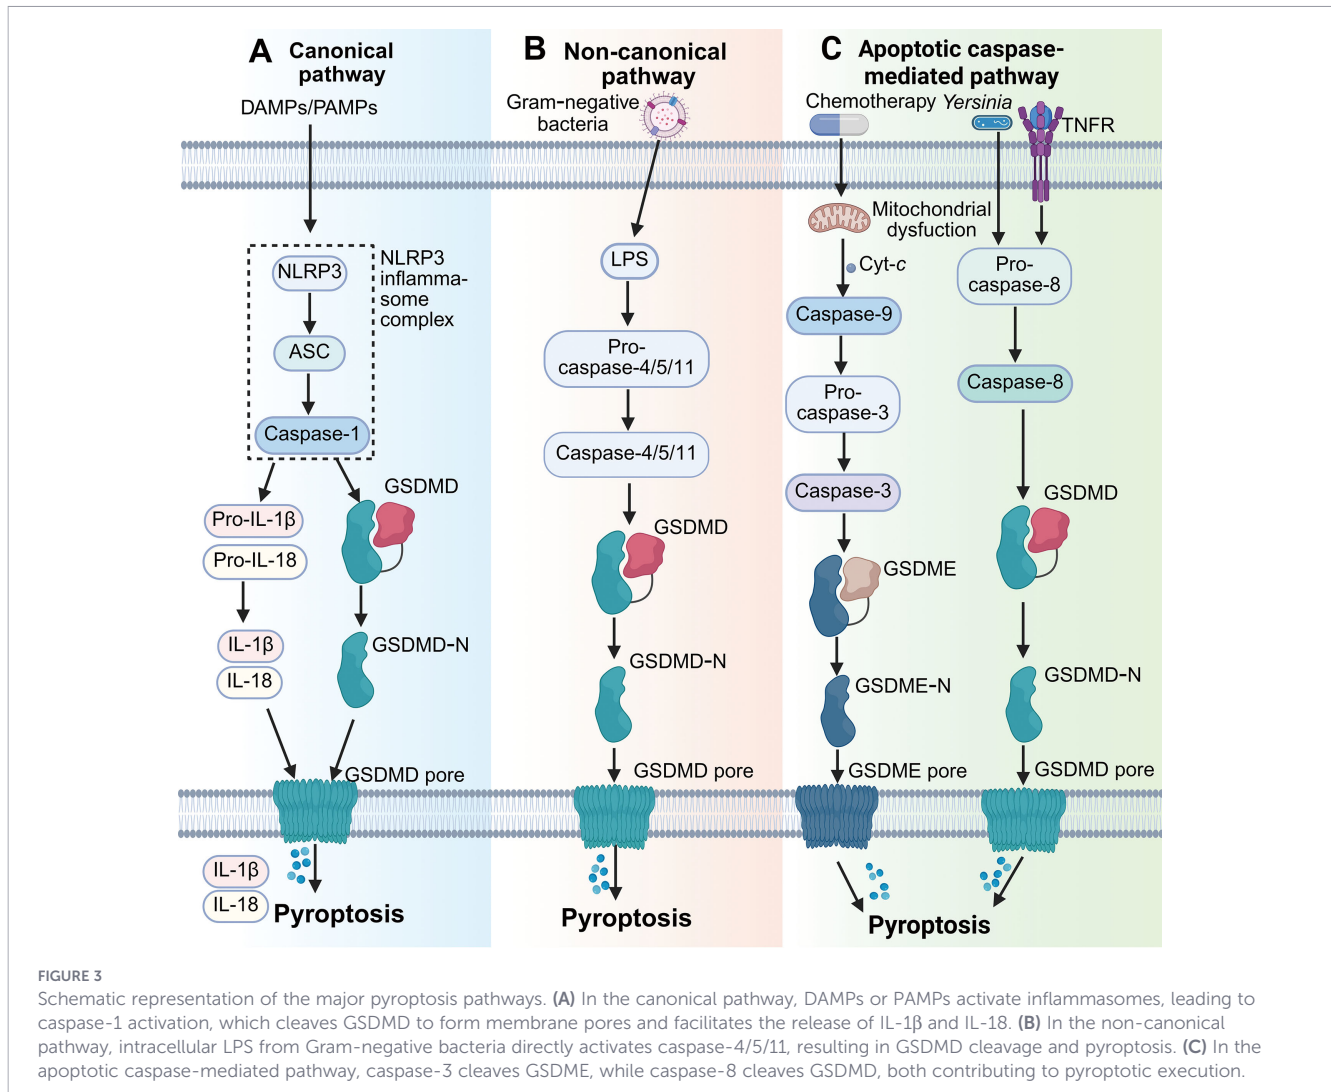 A
Canonical
pathway
DAMPs/PAMPs
NLRP3
ASC
Caspase-1
NLRP3
inflamma-
some
complex
Pro-IL-1β
Pro-IL-18
IL-1β
IL-18
GSDMD
GSDMD-N
GSDMD pore
IL-1β
IL-18
Pyroptosis
B
Non-canonical
pathway
Gram-negative
bacteria
LPS
Pro-
caspase-4/5/11
Caspase-4/5/11
GSDMD
GSDMD-N
GSDMD pore
Pyroptosis
C
Apoptotic caspase-
mediated pathway
Chemotherapy
Yersinia
TNFR
Mitochondrial
dysfuction
Cyt-c
Caspase-9
Pro-
caspase-3
Caspase-3
GSDME
GSDME-N
GSDME pore
Pro-
caspase-8
Caspase-8
GSDMD
GSDMD-N
GSDMD pore
Pyroptosis
FIGURE 3
Schematic representation of the major pyroptosis pathways. (A) In the canonical pathway, DAMPs or PAMPs activate inflammasomes, leading to
caspase-1 activation, which cleaves GSDMD to form membrane pores and facilitates the release of IL-1β and IL-18. (B) In the non-canonical
pathway, intracellular LPS from Gram-negative bacteria directly activates caspase-4/5/11, resulting in GSDMD cleavage and pyroptosis. (C) In the
apoptotic caspase-mediated pathway, caspase-3 cleaves GSDME, while caspase-8 cleaves GSDMD, both contributing to pyroptotic execution.